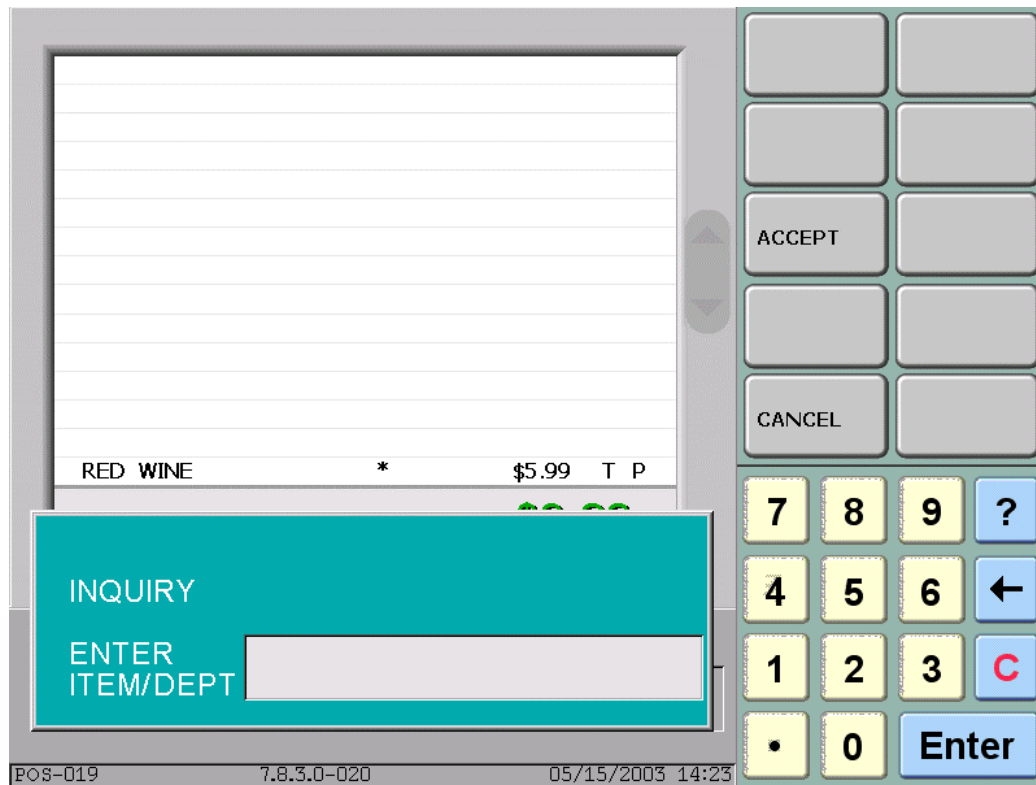 ACCEPT
CANCEL
RED WINE * $5.99 T P
INQUIRY
ENTER
ITEM/DEPT
7 8 9 ?
4 5 6 ←
1 2 3 C
. 0 Enter
POS-019 7.8.3.0-020 05/15/2003 14:23